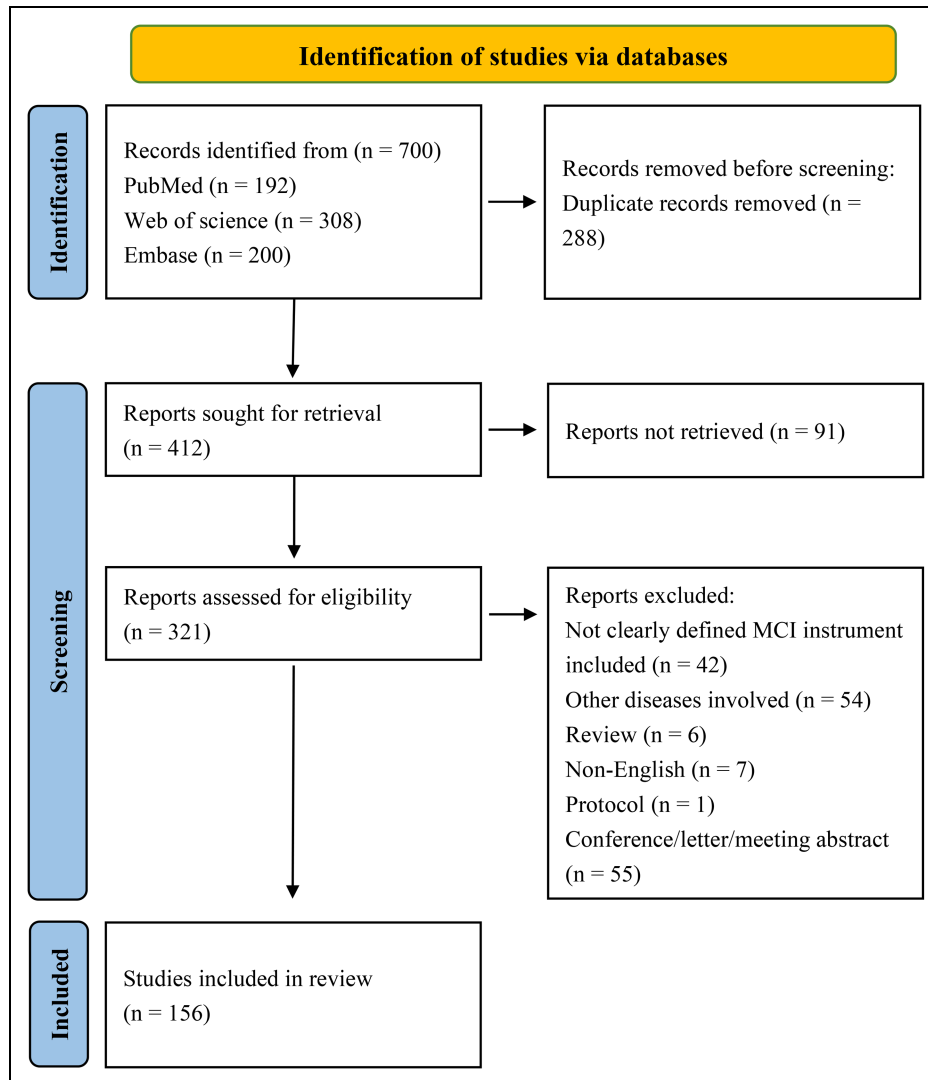 Identification of studies via databases
Identification
Records identified from (n = 700)
PubMed (n = 192)
Web of science (n = 308)
Embase (n = 200)
Records removed before screening:
Duplicate records removed (n =
288)
Screening
Reports sought for retrieval
(n = 412)
Reports not retrieved (n = 91)
Reports assessed for eligibility
(n = 321)
Reports excluded:
Not clearly defined MCI instrument
included (n = 42)
Other diseases involved (n = 54)
Review (n = 6)
Non-English (n = 7)
Protocol (n = 1)
Conference/letter/meeting abstract
(n = 55)
Included
Studies included in review
(n = 156)